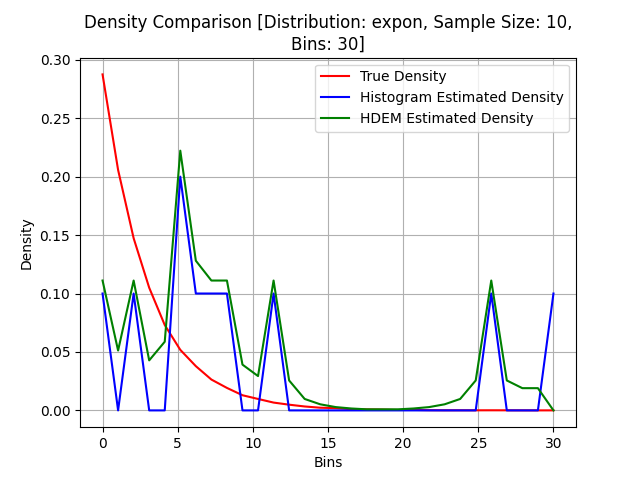 Density Comparison [Distribution: expon, Sample Size: 10,
Bins: 30]
True Density
Histogram Estimated Density
HDEM Estimated Density
Density
0.30
0.25
0.20
0.15
0.10
0.05
0.00
0 5 10 15 20 25 30
Bins